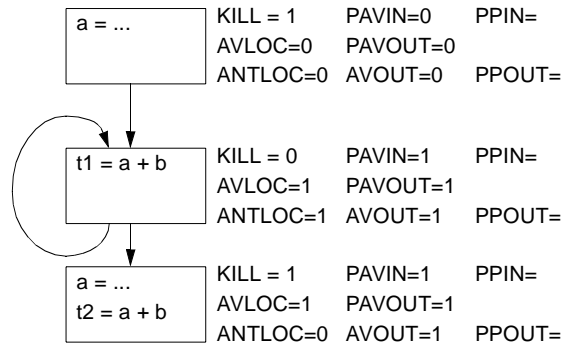 a = ...
KILL = 1 PAVIN=0 PPIN=
AVLOC=0 PAVOUT=0
ANTLOC=0 AVOUT=0 PPOUT=
t1 = a + b
KILL = 0 PAVIN=1 PPIN=
AVLOC=1 PAVOUT=1
ANTLOC=1 AVOUT=1 PPOUT=
a = ...
t2 = a + b
KILL = 1 PAVIN=1 PPIN=
AVLOC=1 PAVOUT=1
ANTLOC=0 AVOUT=1 PPOUT=